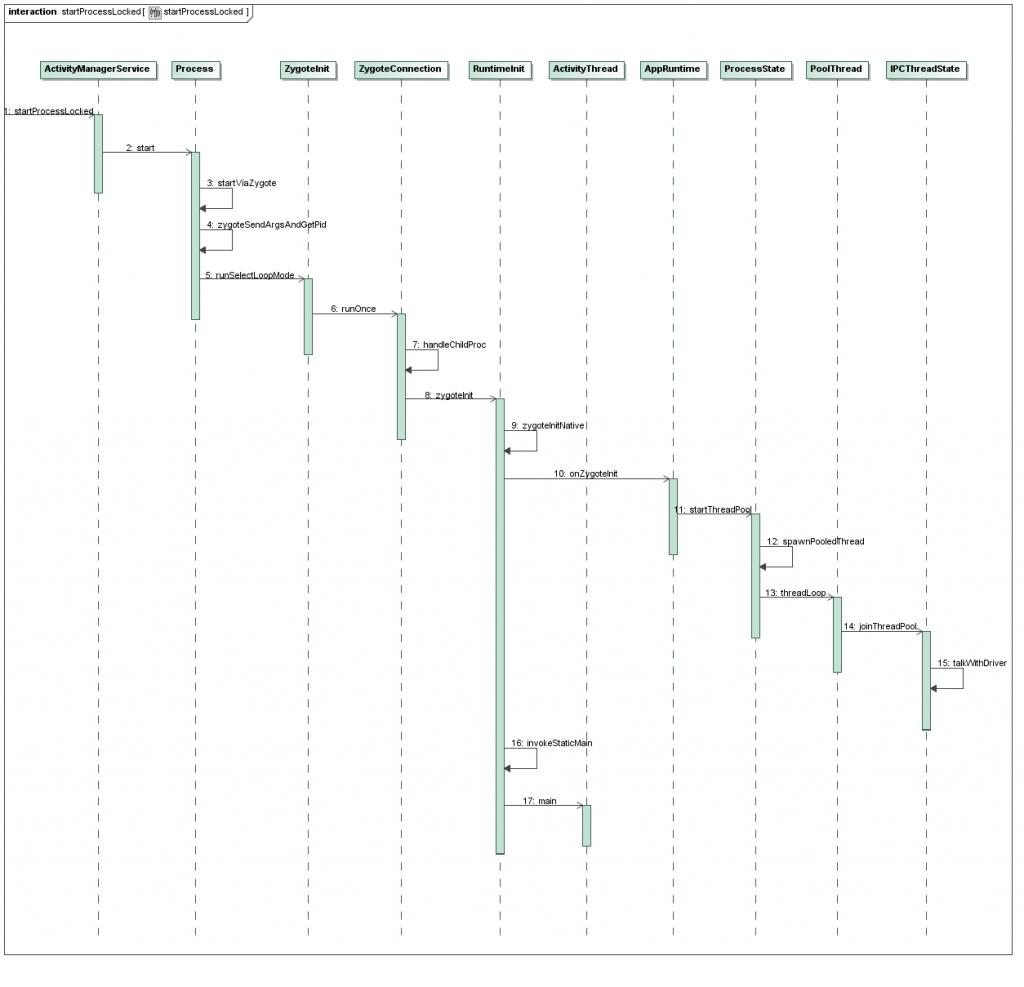 interaction startProcessLocked[ startProcessLocked ]
ActivityManagerService Process ZygoteInit ZygoteConnection RuntimeInit ActivityThread AppRuntime ProcessState PoolThread IPCThreadState
1: startProcessLocked
2: start
3: startViaZygote
4: zygoteSendArgsAndGetPid
5: runSelectLoopMode
6: runOnce
7: handleChildProc
8: zygoteInit
9: zygoteInitNative
10: onZygoteInit
11: startThreadPool
12: spawnPooledThread
13: threadLoop
14: joinThreadPool
15: talkWithDriver
16: invokeStaticMain
17: main